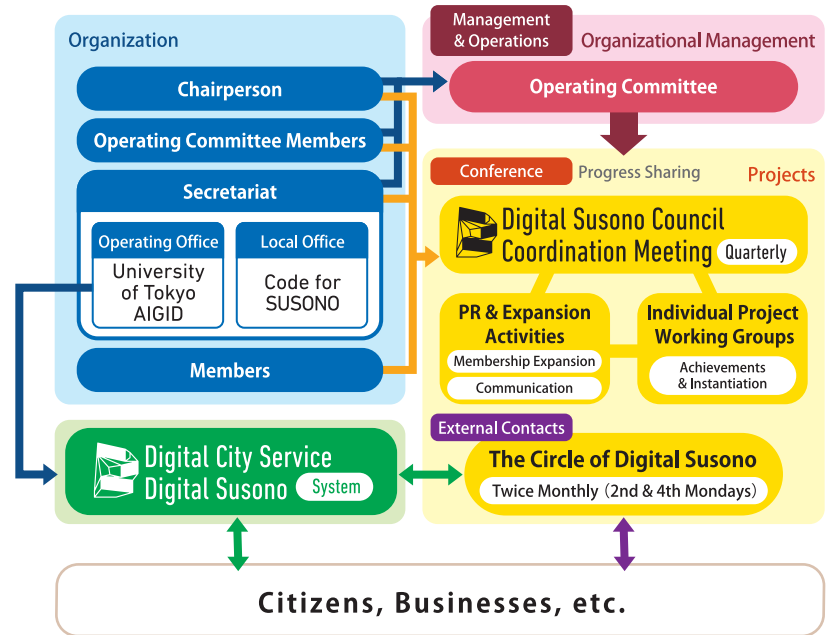 Organization
Chairperson
Operating Committee Members
Secretariat
Operating Office
University
of Tokyo
AIGID
Local Office
Code for
SUSONO
Members
Management
& Operations
Organizational Management
Operating Committee
Conference
Progress Sharing
Projects
Digital Susono Council
Coordination Meeting
Quarterly
PR & Expansion
Activities
Membership Expansion
Communication
Individual Project
Working Groups
Achievements
& Instantiation
Digital City Service
Digital Susono
System
External Contacts
The Circle of Digital Susono
Twice Monthly (2nd & 4th Mondays)
Citizens, Businesses, etc.